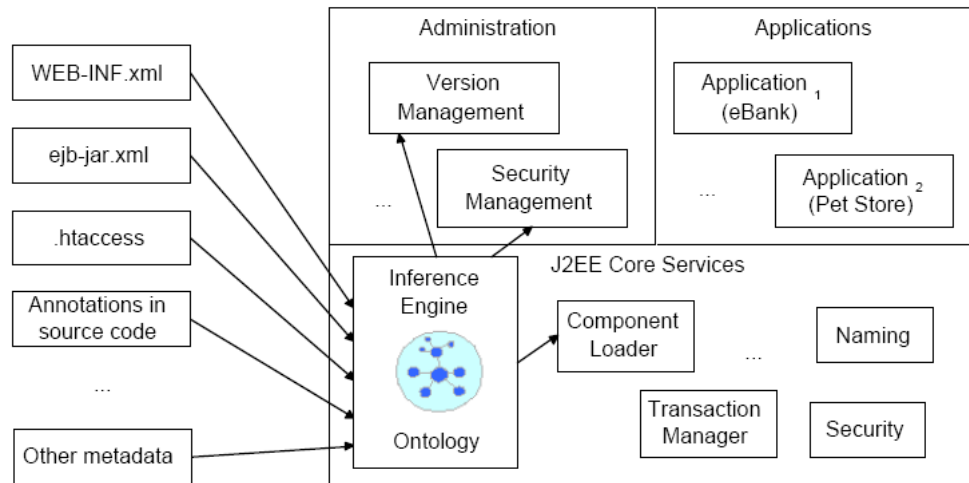 WEB-INF.xml
ejb-jar.xml
.htaccess
Annotations in
source code
...
Other metadata
Administration
Version
Management
Security
Management
...
Applications
Application 1
(eBank)
...
Application 2
(Pet Store)
J2EE Core Services
Inference
Engine
Ontology
Component
Loader
...
Naming
Transaction
Manager
Security